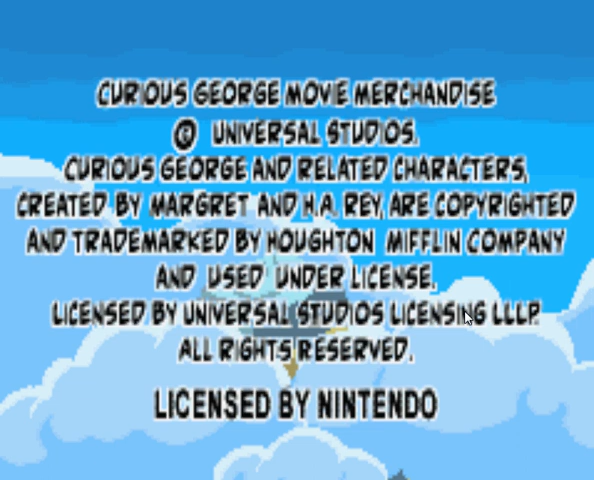 CURIOUS GEORGE MOVIE MERCHANDISE
© UNIVERSAL STUDIOS.
CURIOUS GEORGE AND RELATED CHARACTERS,
CREATED BY MARGRET AND H.A. REY, ARE COPYRIGHTED
AND TRADEMARKED BY HOUGHTON MIFFLIN COMPANY
AND USED UNDER LICENSE.
LICENSED BY UNIVERSAL STUDIOS LICENSING LLLP.
ALL RIGHTS RESERVED.
LICENSED BY NINTENDO